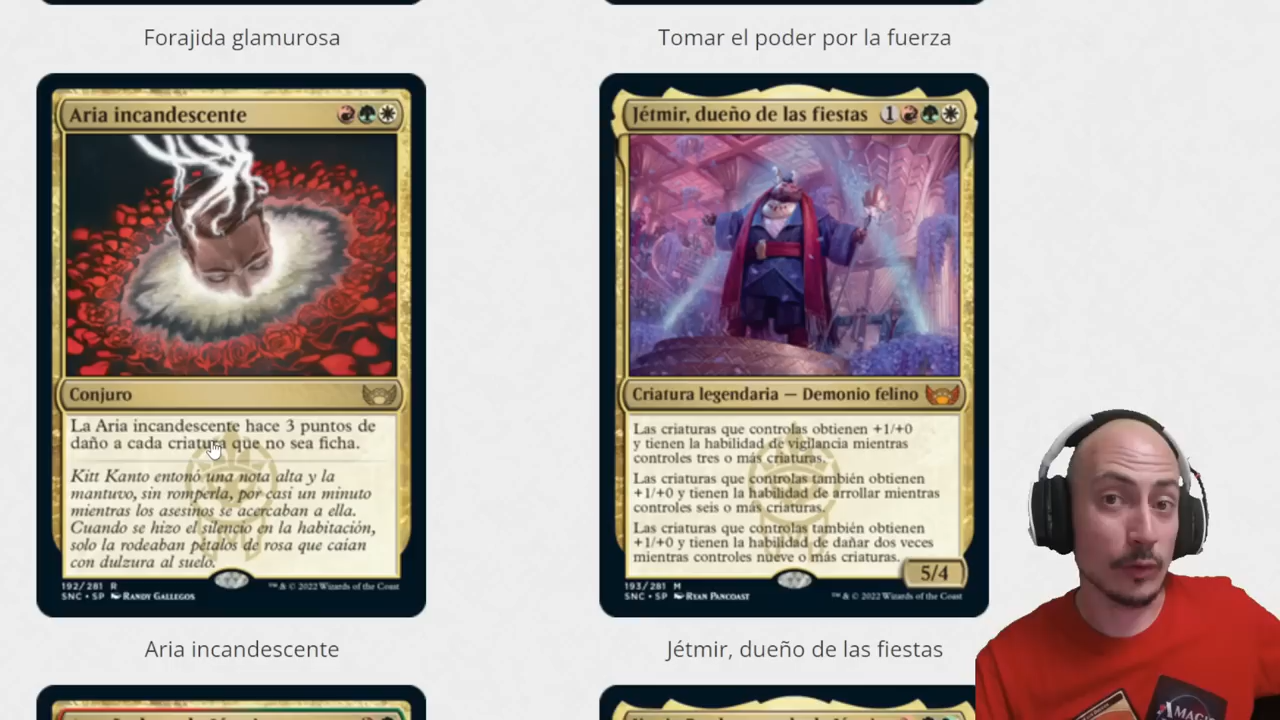 Forajida glamurosa
Tomar el poder por la fuerza
Aria incandescente
Conjuro
La Aria incandescente hace 3 puntos de
daño a cada criatura que no sea ficha.
Kitt Kanto entonó una nota alta y la
mantuvo, sin romperla, por casi un minuto
mientras los asesinos se acercaban a ella.
Cuando se hizo el silencio en la habitación,
solo la rodeaban pétalos de rosa que caían
con dulzura al suelo.
192/281 R
SNC • SP RANDY GALLEGOS
™ & © 2022 Wizards of the Coast
Aria incandescente
Jétmir, dueño de las fiestas 1
Criatura legendaria — Demonio felino
Las criaturas que controlas obtienen +1/+0
y tienen la habilidad de vigilancia mientras
controles tres o más criaturas.
Las criaturas que controlas también obtienen
+1/+0 y tienen la habilidad de arrollar mientras
controles seis o más criaturas.
Las criaturas que controlas también obtienen
+1/+0 y tienen la habilidad de dañar dos veces
mientras controles nueve o más criaturas.
5/4
193/281 M
SNC • SP RYAN PANCOAST
™ & © 2022 Wizards of the Coast
Jétmir, dueño de las fiestas